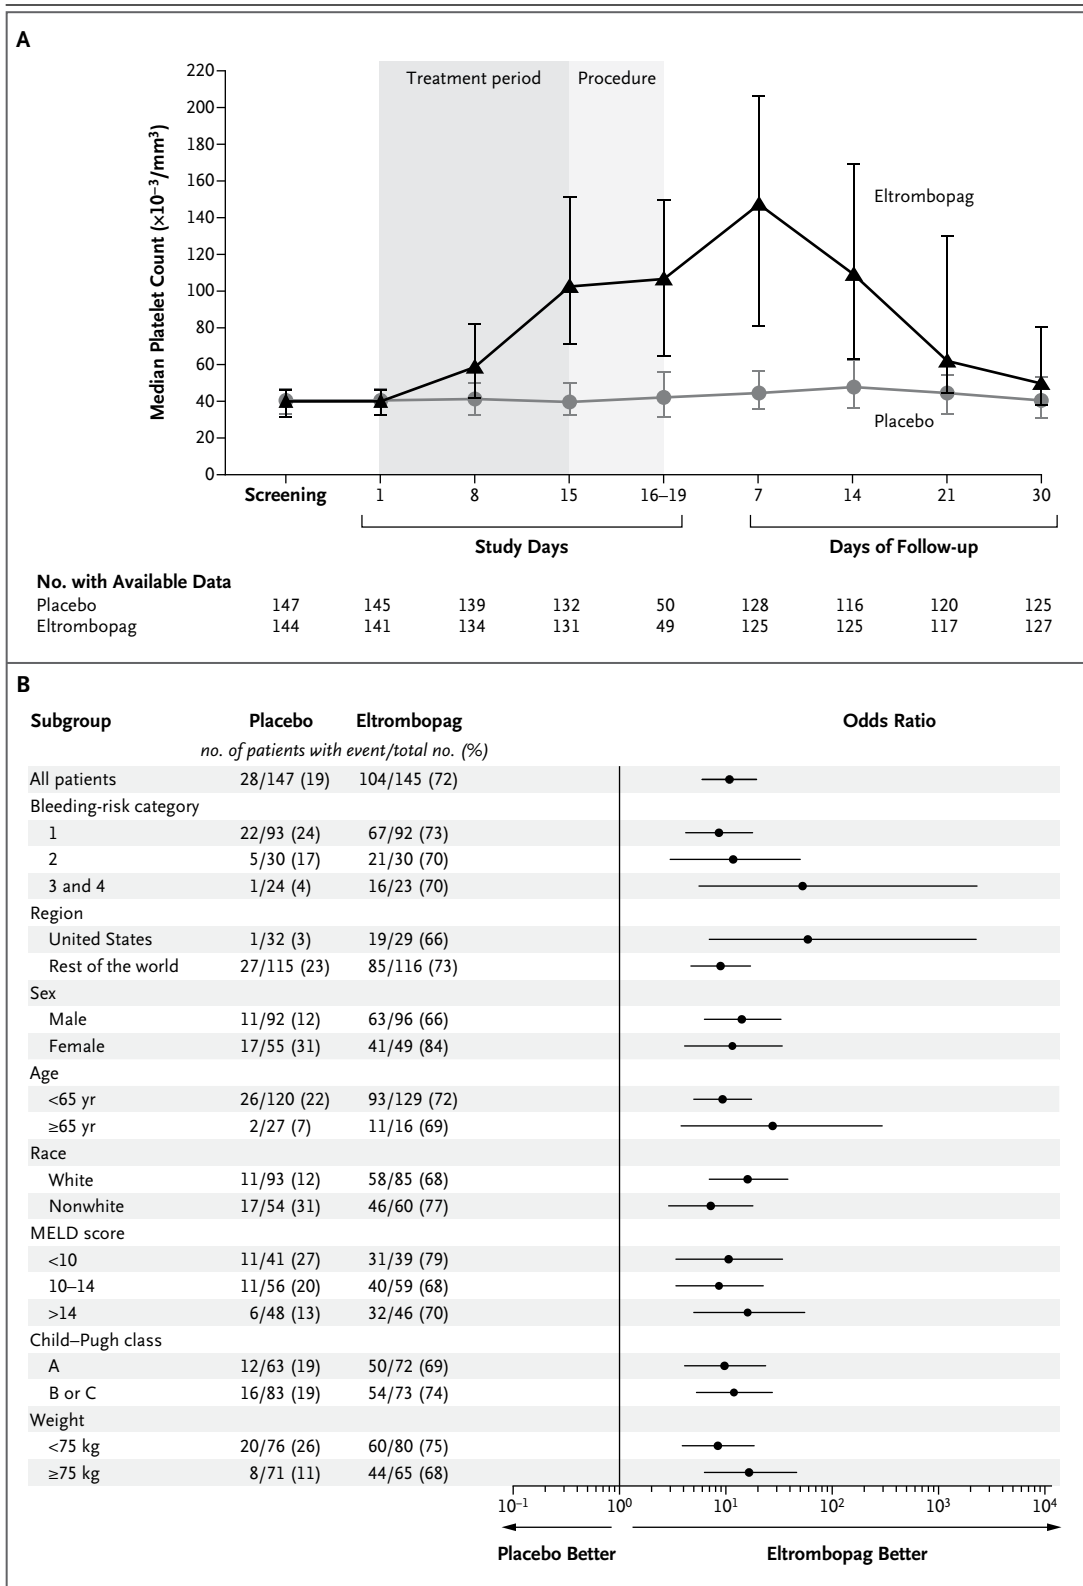 A
Treatment period Procedure
Median Platelet Count (×10⁻³/mm³)
220
200
180
160
140
120
100
80
60
40
20
0
Eltrombopag
Placebo
Screening 1 8 15 16–19 7 14 21 30
Study Days Days of Follow-up
No. with Available Data
Placebo 147 145 139 132 50 128 116 120 125
Eltrombopag 144 141 134 131 49 125 125 117 127
B
Subgroup Placebo Eltrombopag Odds Ratio
no. of patients with event/total no. (%)
All patients 28/147 (19) 104/145 (72)
Bleeding-risk category
1 22/93 (24) 67/92 (73)
2 5/30 (17) 21/30 (70)
3 and 4 1/24 (4) 16/23 (70)
Region
United States 1/32 (3) 19/29 (66)
Rest of the world 27/115 (23) 85/116 (73)
Sex
Male 11/92 (12) 63/96 (66)
Female 17/55 (31) 41/49 (84)
Age
<65 yr 26/120 (22) 93/129 (72)
≥65 yr 2/27 (7) 11/16 (69)
Race
White 11/93 (12) 58/85 (68)
Nonwhite 17/54 (31) 46/60 (77)
MELD score
<10 11/41 (27) 31/39 (79)
10–14 11/56 (20) 40/59 (68)
>14 6/48 (13) 32/46 (70)
Child–Pugh class
A 12/63 (19) 50/72 (69)
B or C 16/83 (19) 54/73 (74)
Weight
<75 kg 20/76 (26) 60/80 (75)
≥75 kg 8/71 (11) 44/65 (68)
10⁻¹ 10⁰ 10¹ 10² 10³ 10⁴
Placebo Better Eltrombopag Better